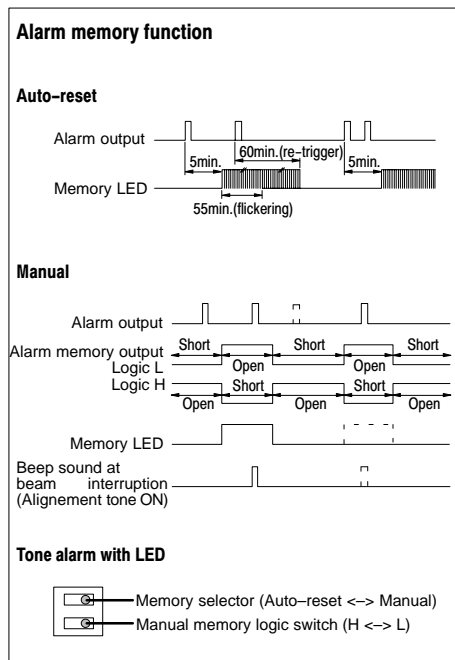 Alarm memory function
Auto–reset
Alarm output
60min.(re–trigger)
5min.
5min.
Memory LED
55min.(flickering)
Manual
Alarm output
Short
Short
Short
Alarm memory output
Logic L
Open
Open
Logic H
Short
Short
Open
Open
Open
Memory LED
Beep sound at
beam interruption
(Alignement tone ON)
Tone alarm with LED
Memory selector (Auto–reset <–> Manual)
Manual memory logic switch (H <–> L)